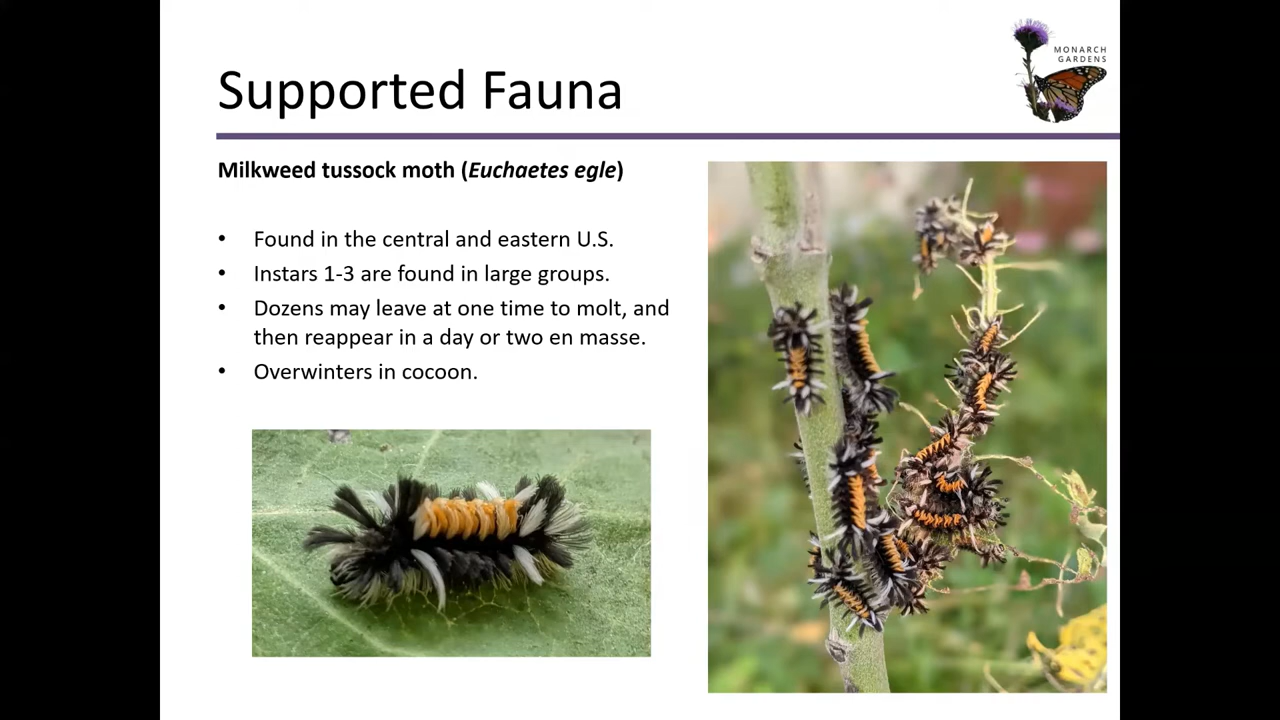 MONARCH
GARDENS
Supported Fauna
Milkweed tussock moth (Euchaetes egle)
• Found in the central and eastern U.S.
• Instars 1-3 are found in large groups.
• Dozens may leave at one time to molt, and
then reappear in a day or two en masse.
• Overwinters in cocoon.